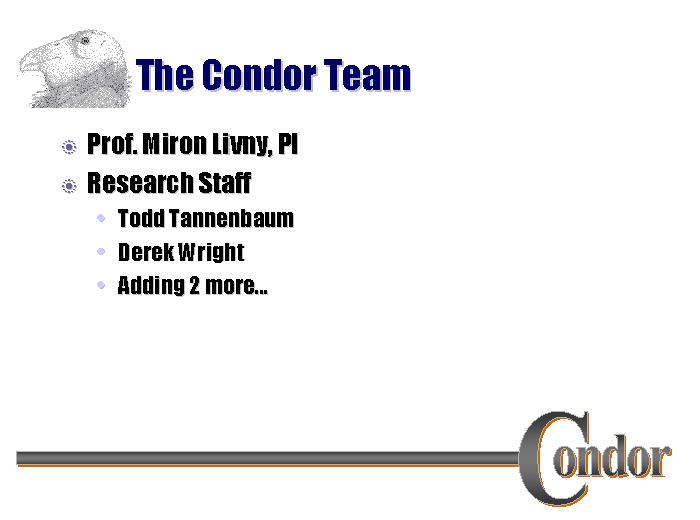 The Condor Team
Prof. Miron Livny, PI
Research Staff
Todd Tannenbaum
Derek Wright
Adding 2 more...
Condor